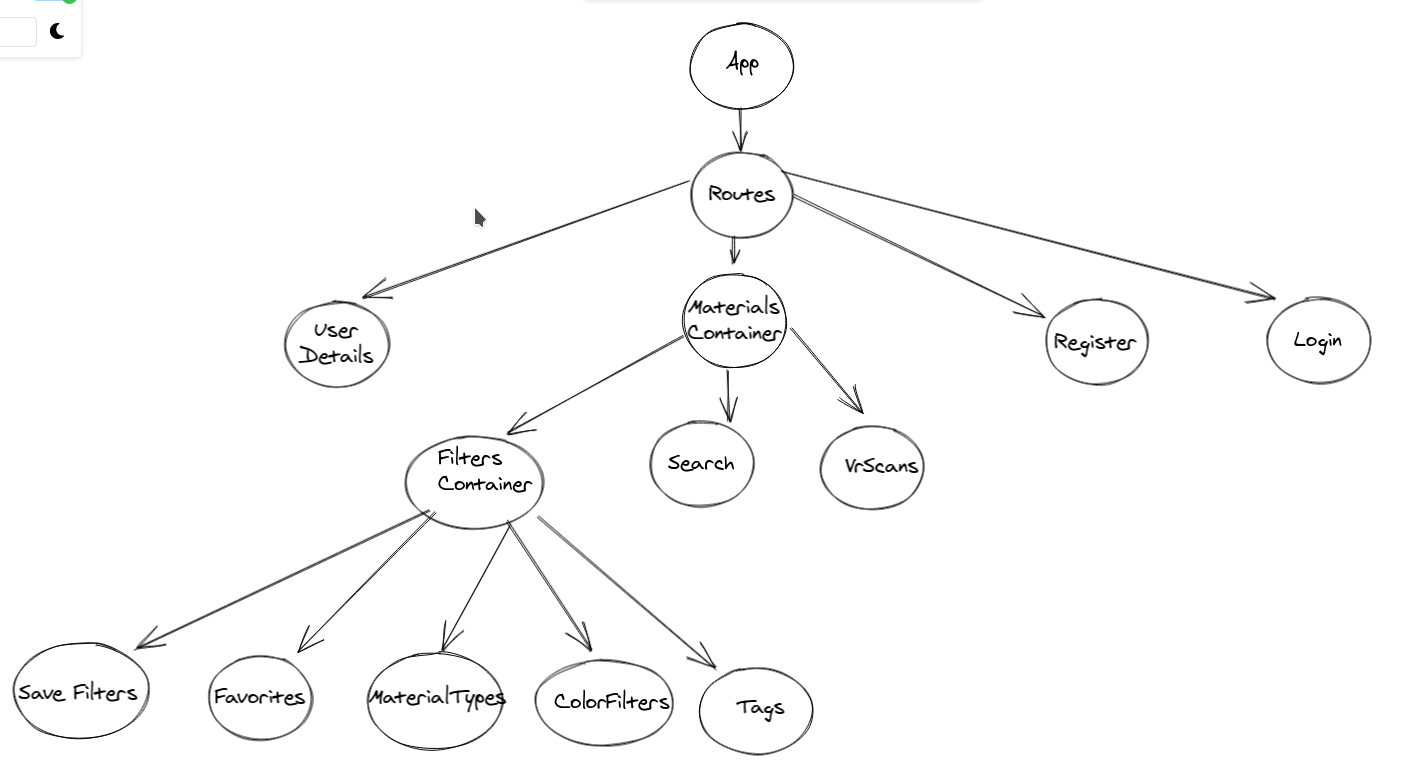 App
Routes
User
Details
Materials
Container
Register
Login
Filters
Container
Search
VrScans
Save Filters
Favorites
MaterialTypes
ColorFilters
Tags